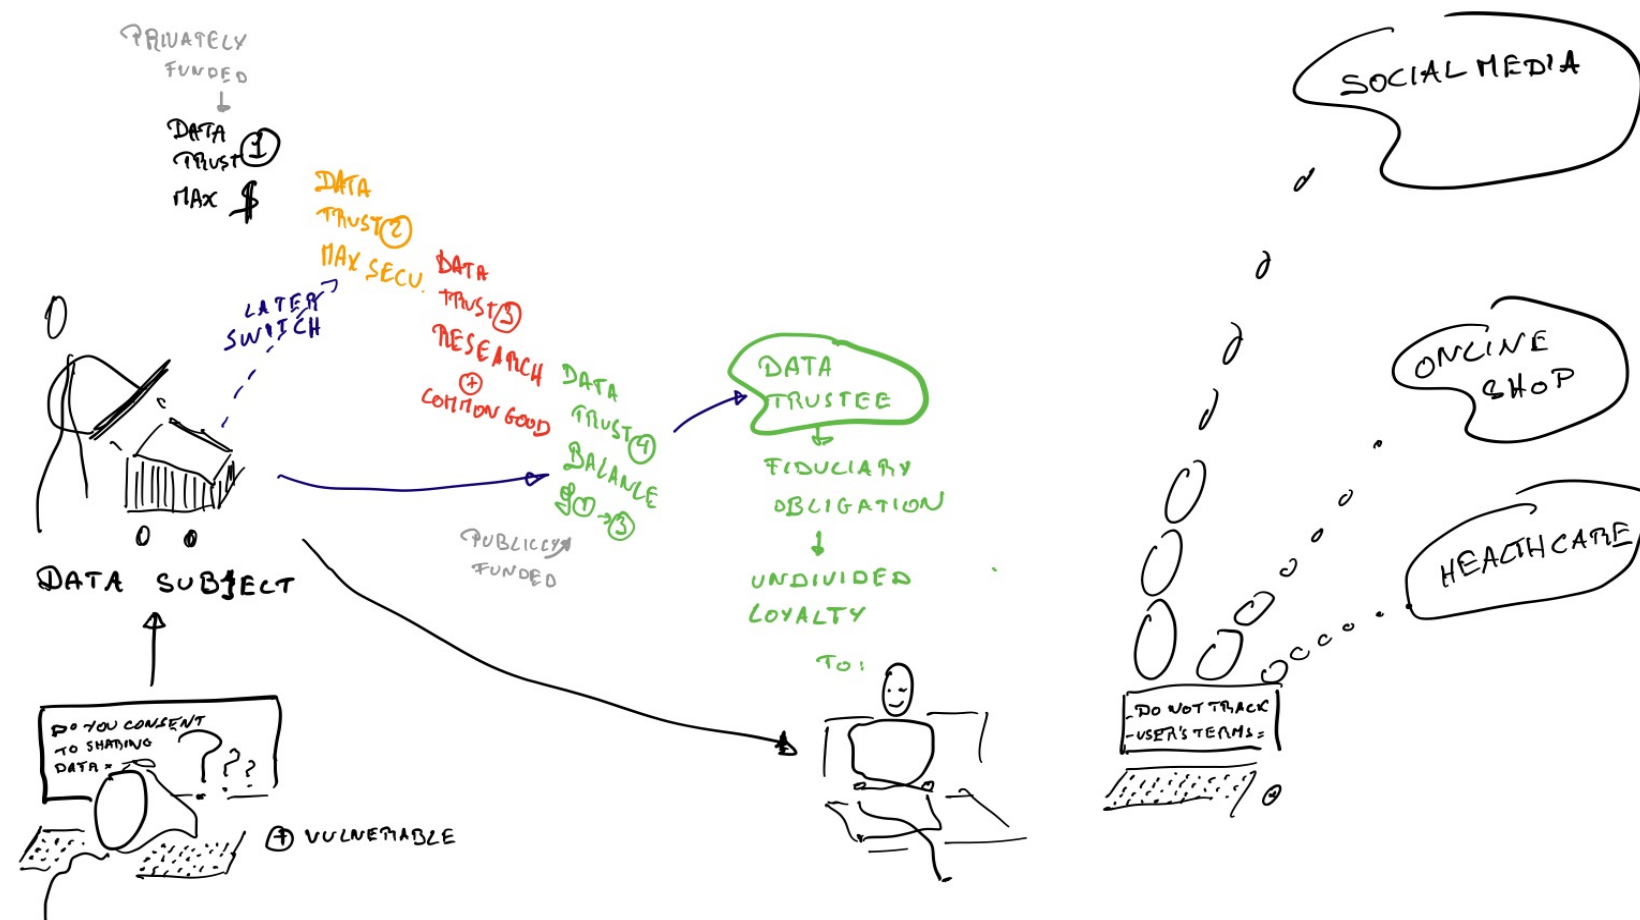 PRIVATELY
FUNDED
DATA
TRUST 1
MAX $
DATA
TRUST 2
MAX SECU.
LATER
SWITCH
DATA
TRUST 3
RESEARCH
+
COMMON GOOD
DATA
TRUST 4
BALANCE
1 → 3
PUBLICLY
FUNDED
DATA
TRUSTEE
FIDUCIARY
OBLIGATION
UNDIVIDED
LOYALTY
TO:
DATA SUBJECT
DO YOU CONSENT
TO SHARING
DATA =
? ? ?
+ VULNERABLE
SOCIAL MEDIA
ONLINE
SHOP
HEALTHCARE
- DO NOT TRACK
- USER'S TERMS =